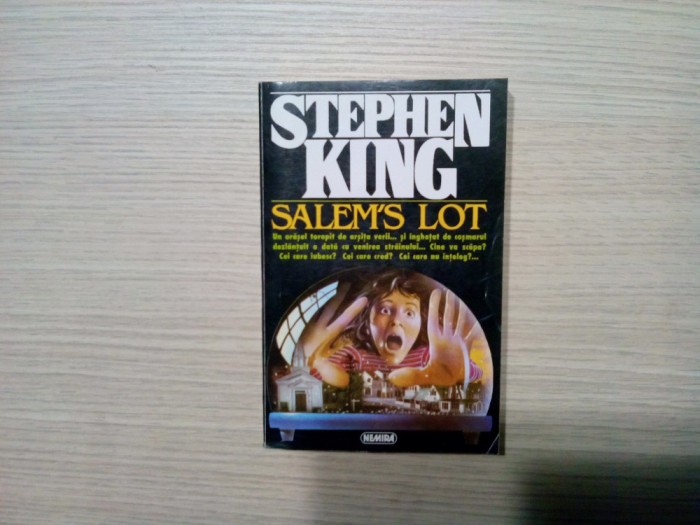 STEPHEN
KING
SALEM'S LOT
Un orăşel toropit de arşiţa verii... şi îngheţat de coşmarul
dezlănţuit o dată cu venirea străinului... Cine va scăpa?
Cei care iubesc? Cei care cred? Cei care nu înţeleg?...
NEMIRA